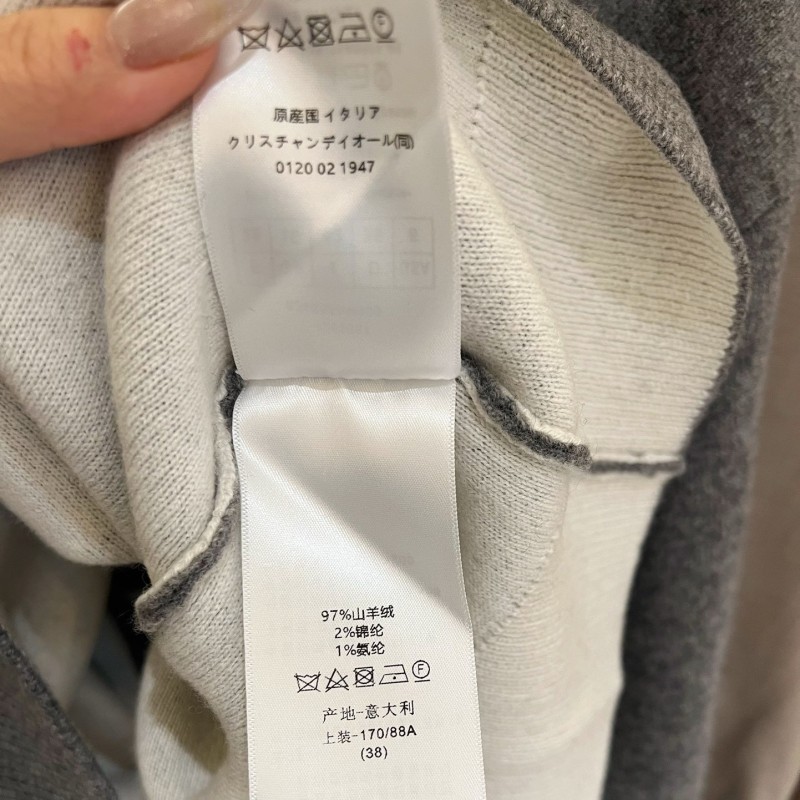 原産国イタリア
クリスチャンディオール(同)
0120 02 1947
97%山羊绒
2%锦纶
1%氨纶
产地-意大利
上装-170/88A
(38)